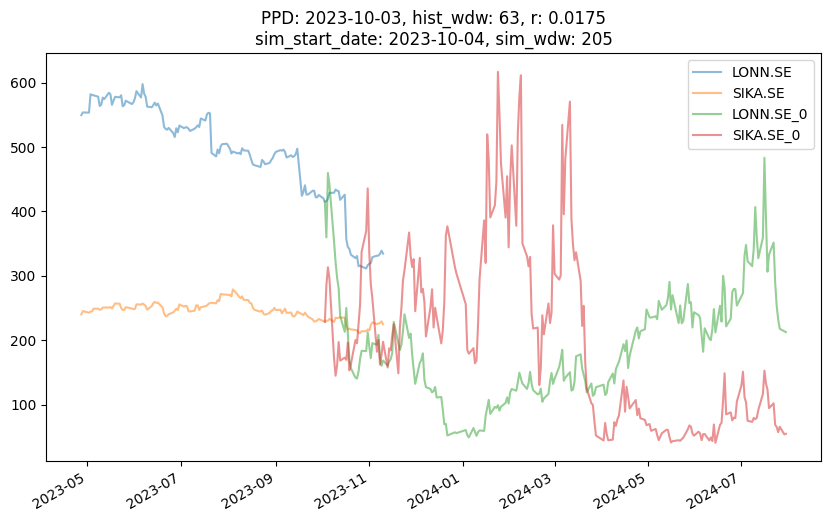 PPD: 2023-10-03, hist_wdw: 63, r: 0.0175
sim_start_date: 2023-10-04, sim_wdw: 205
LONN.SE
SIKA.SE
LONN.SE_0
SIKA.SE_0
600
500
400
300
200
100
2023-05
2023-07
2023-09
2023-11
2024-01
2024-03
2024-05
2024-07